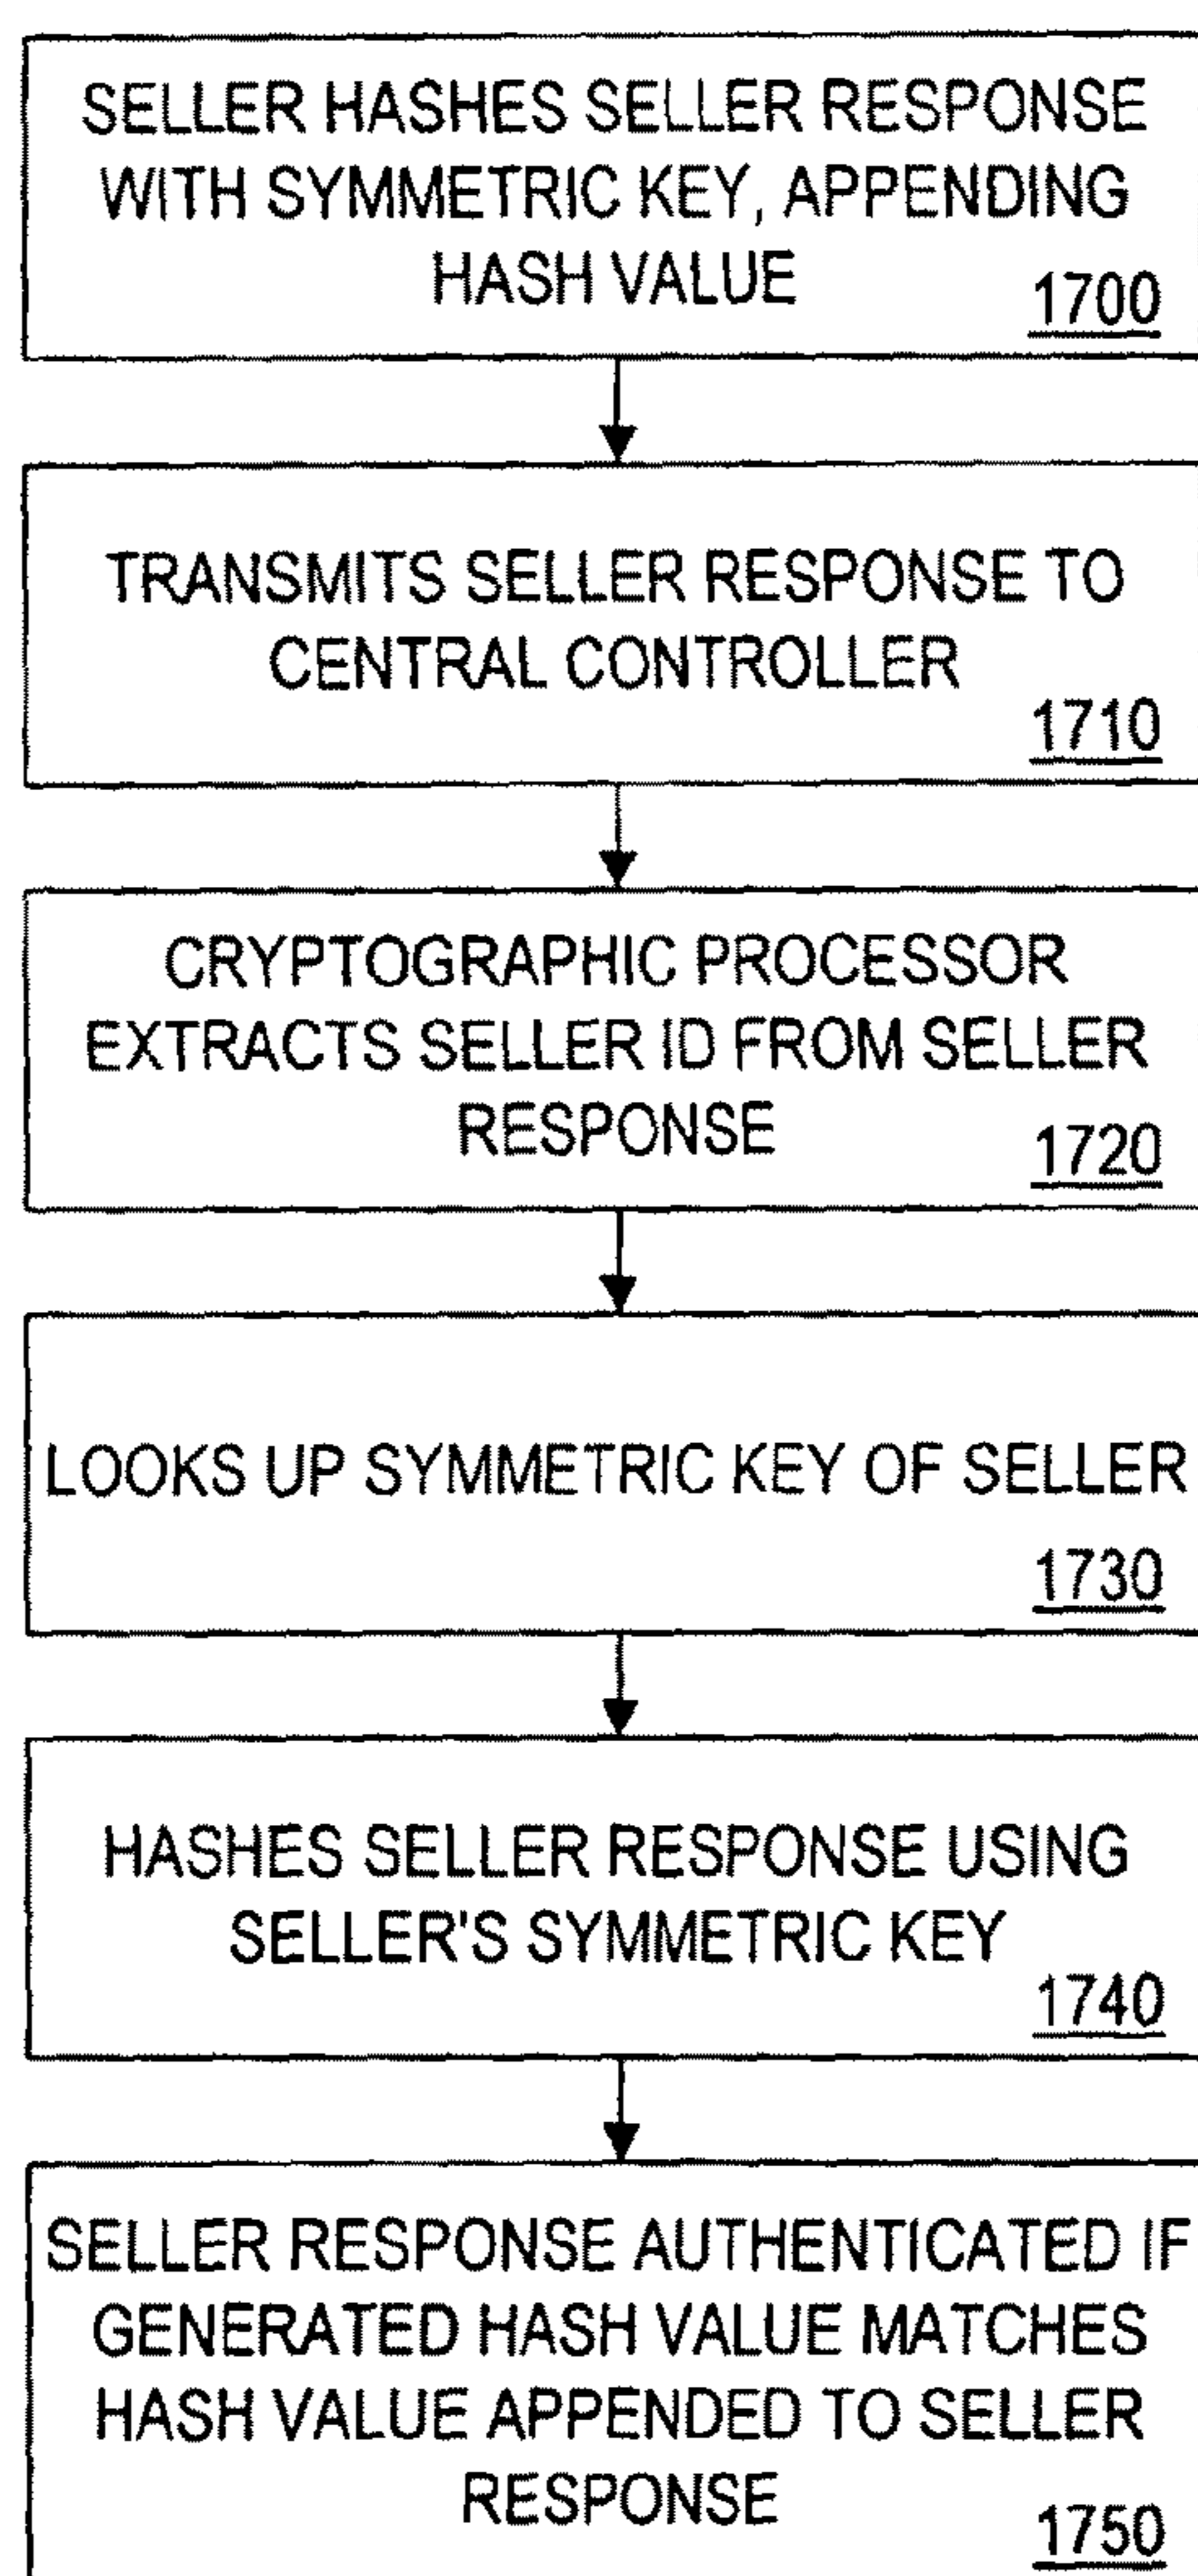 SELLER HASHES SELLER RESPONSE
WITH SYMMETRIC KEY, APPENDING
HASH VALUE
1700
TRANSMITS SELLER RESPONSE TO
CENTRAL CONTROLLER
1710
CRYPTOGRAPHIC PROCESSOR
EXTRACTS SELLER ID FROM SELLER
RESPONSE
1720
LOOKS UP SYMMETRIC KEY OF SELLER
1730
HASHES SELLER RESPONSE USING
SELLER'S SYMMETRIC KEY
1740
SELLER RESPONSE AUTHENTICATED IF
GENERATED HASH VALUE MATCHES
HASH VALUE APPENDED TO SELLER
RESPONSE
1750